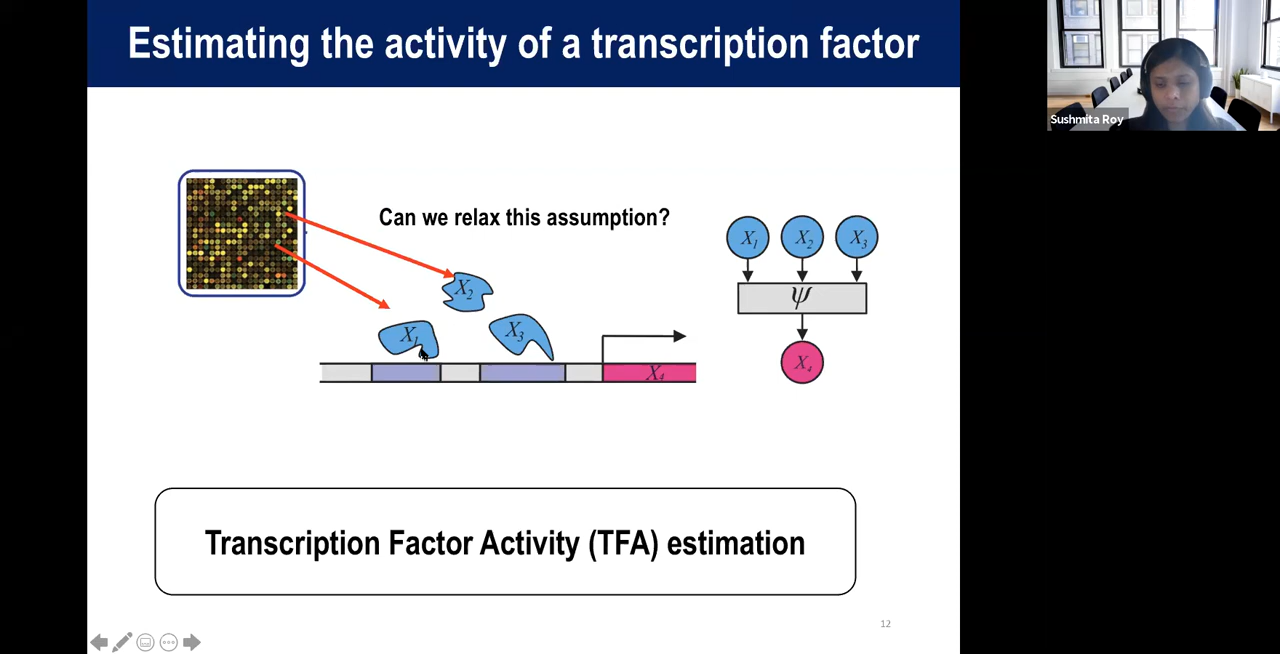 Estimating the activity of a transcription factor
Sushmita Roy
Can we relax this assumption?
X1 X2 X3
ψ
X4
X2
X1
X3
X4
Transcription Factor Activity (TFA) estimation
12